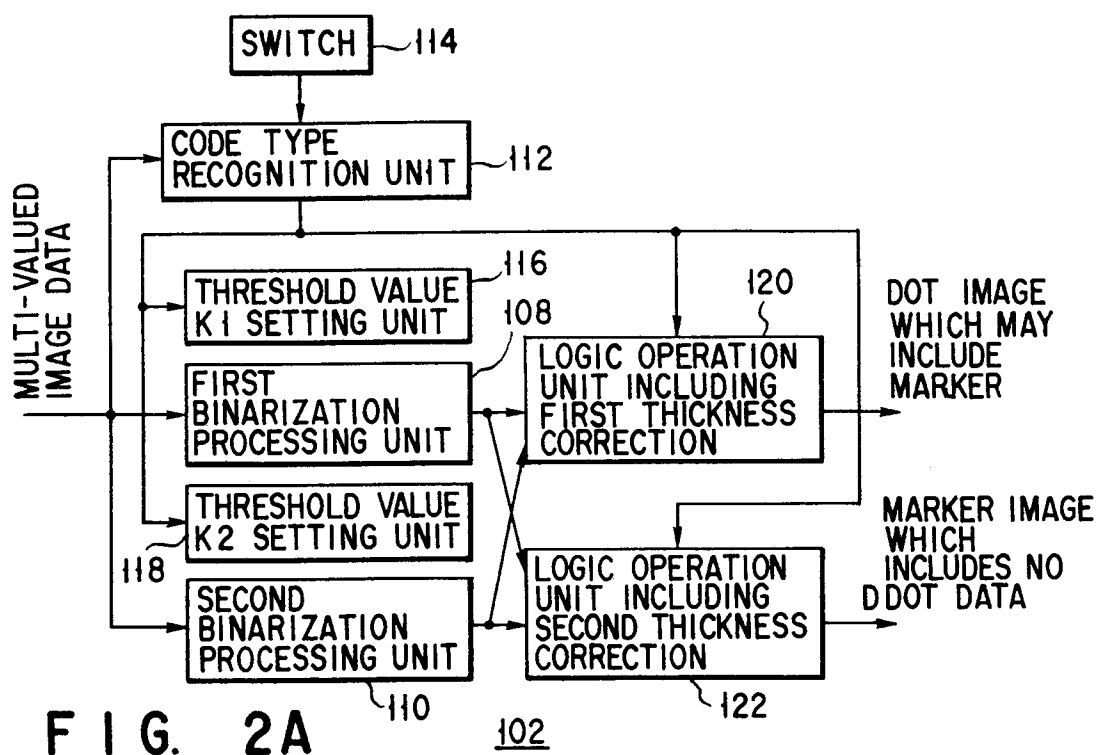 SWITCH
114
CODE TYPE
RECOGNITION UNIT
112
MULTI-VALUED
IMAGE DATA
THRESHOLD VALUE
K1 SETTING UNIT
116
108
FIRST
BINARIZATION
PROCESSING UNIT
THRESHOLD VALUE
K2 SETTING UNIT
118
SECOND
BINARIZATION
PROCESSING UNIT
110
120
LOGIC OPERATION
UNIT INCLUDING
FIRST THICKNESS
CORRECTION
DOT IMAGE
WHICH MAY
INCLUDE
MARKER
LOGIC OPERATION
UNIT INCLUDING
SECOND THICKNESS
CORRECTION
122
MARKER IMAGE
WHICH
INCLUDES NO
DDOT DATA
FIG. 2A
102